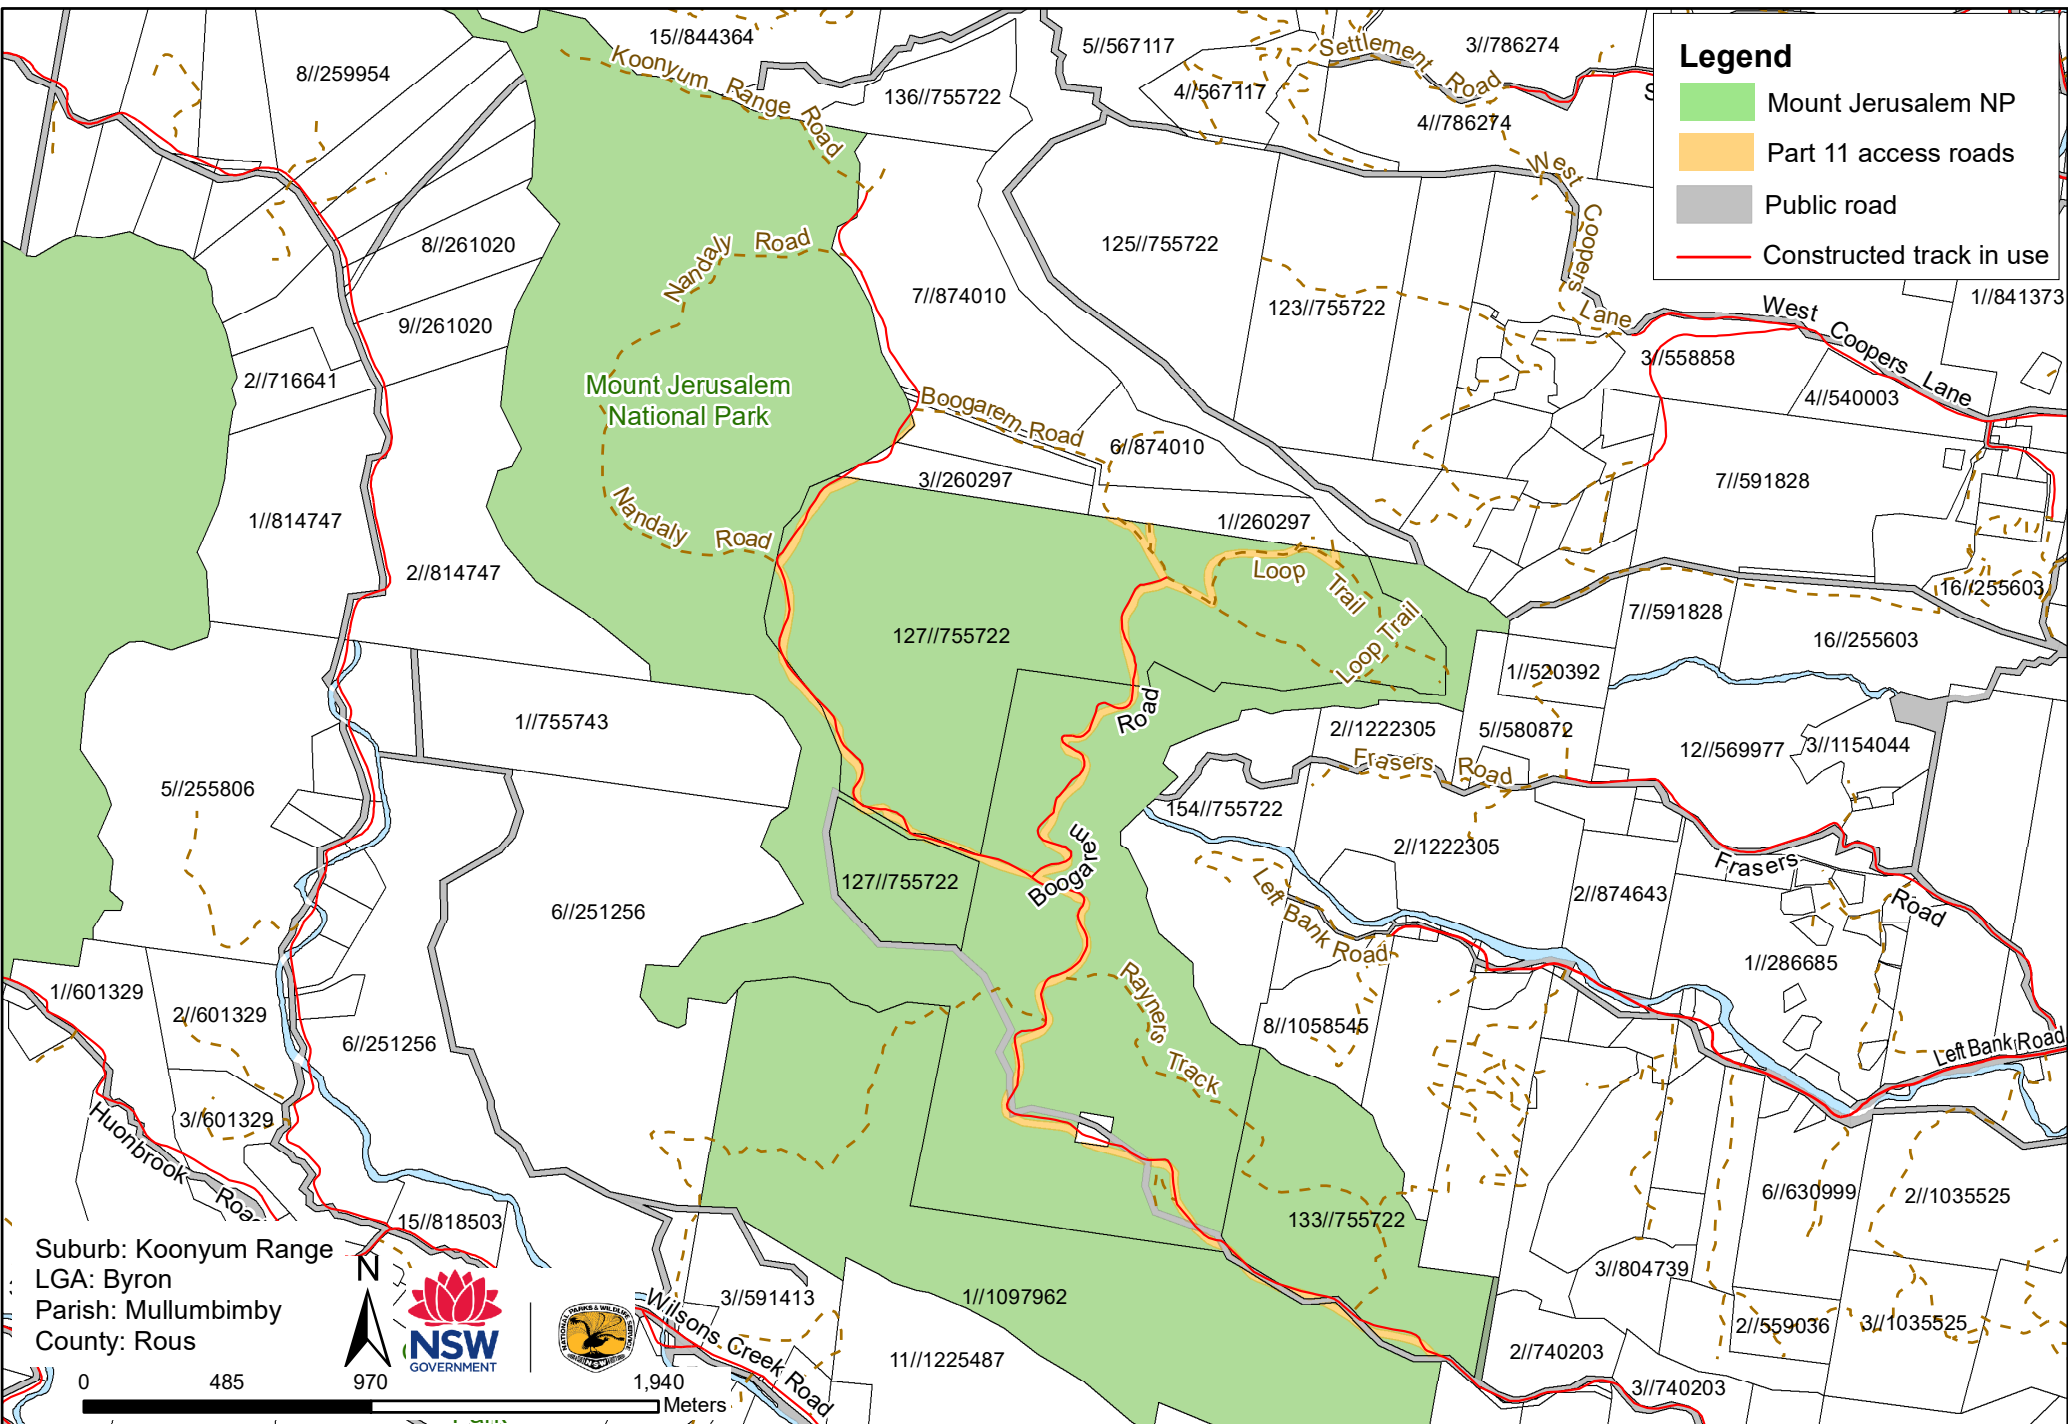 15//844364
5//567117
Settlement Road
3//786274
8//259954
Koonyum Range Road
136//755722
4//567117
4//786274
Legend
Mount Jerusalem NP
Part 11 access roads
Public road
Constructed track in use
West Coopers Lane
8//261020
Nandaly Road
125//755722
7//874010
123//755722
1//841373
9//261020
West Coopers Lane
3//558858
2//716641
Mount Jerusalem
National Park
4//540003
Boogarem Road
6//874010
3//260297
7//591828
1//814747
Nandaly Road
1//260297
2//814747
Loop Trail
Loop Trail
16//255603
7//591828
16//255603
127//755722
1//520392
1//755743
Boogarem Road
2//1222305
5//580872
12//569977
3//1154044
Frasers Road
5//255806
154//755722
2//1222305
Frasers Road
127//755722
Left Bank Road
2//874643
6//251256
1//286685
1//601329
2//601329
Rayners Track
8//1058545
6//251256
Left Bank Road
3//601329
Huonbrook Road
6//630999
2//1035525
15//818503
133//755722
Suburb: Koonyum Range
LGA: Byron
Parish: Mullumbimby
County: Rous
N
NSW
GOVERNMENT
NATIONAL PARKS & WILDLIFE SERVICE
NSW
3//591413
1//1097962
3//804739
2//559036
3//1035525
Wilsons Creek Road
11//1225487
2//740203
3//740203
0 485 970 1,940
Meters